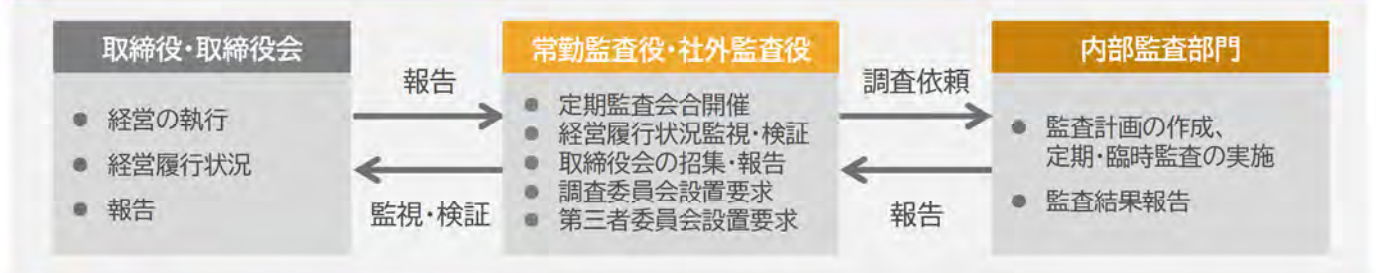 取締役・取締役会
経営の執行
経営履行状況
報告
報告
監視・検証
常勤監査役・社外監査役
定期監査会合開催
経営履行状況監視・検証
取締役会の招集・報告
調査委員会設置要求
第三者委員会設置要求
調査依頼
報告
内部監査部門
監査計画の作成、
定期・臨時監査の実施
監査結果報告